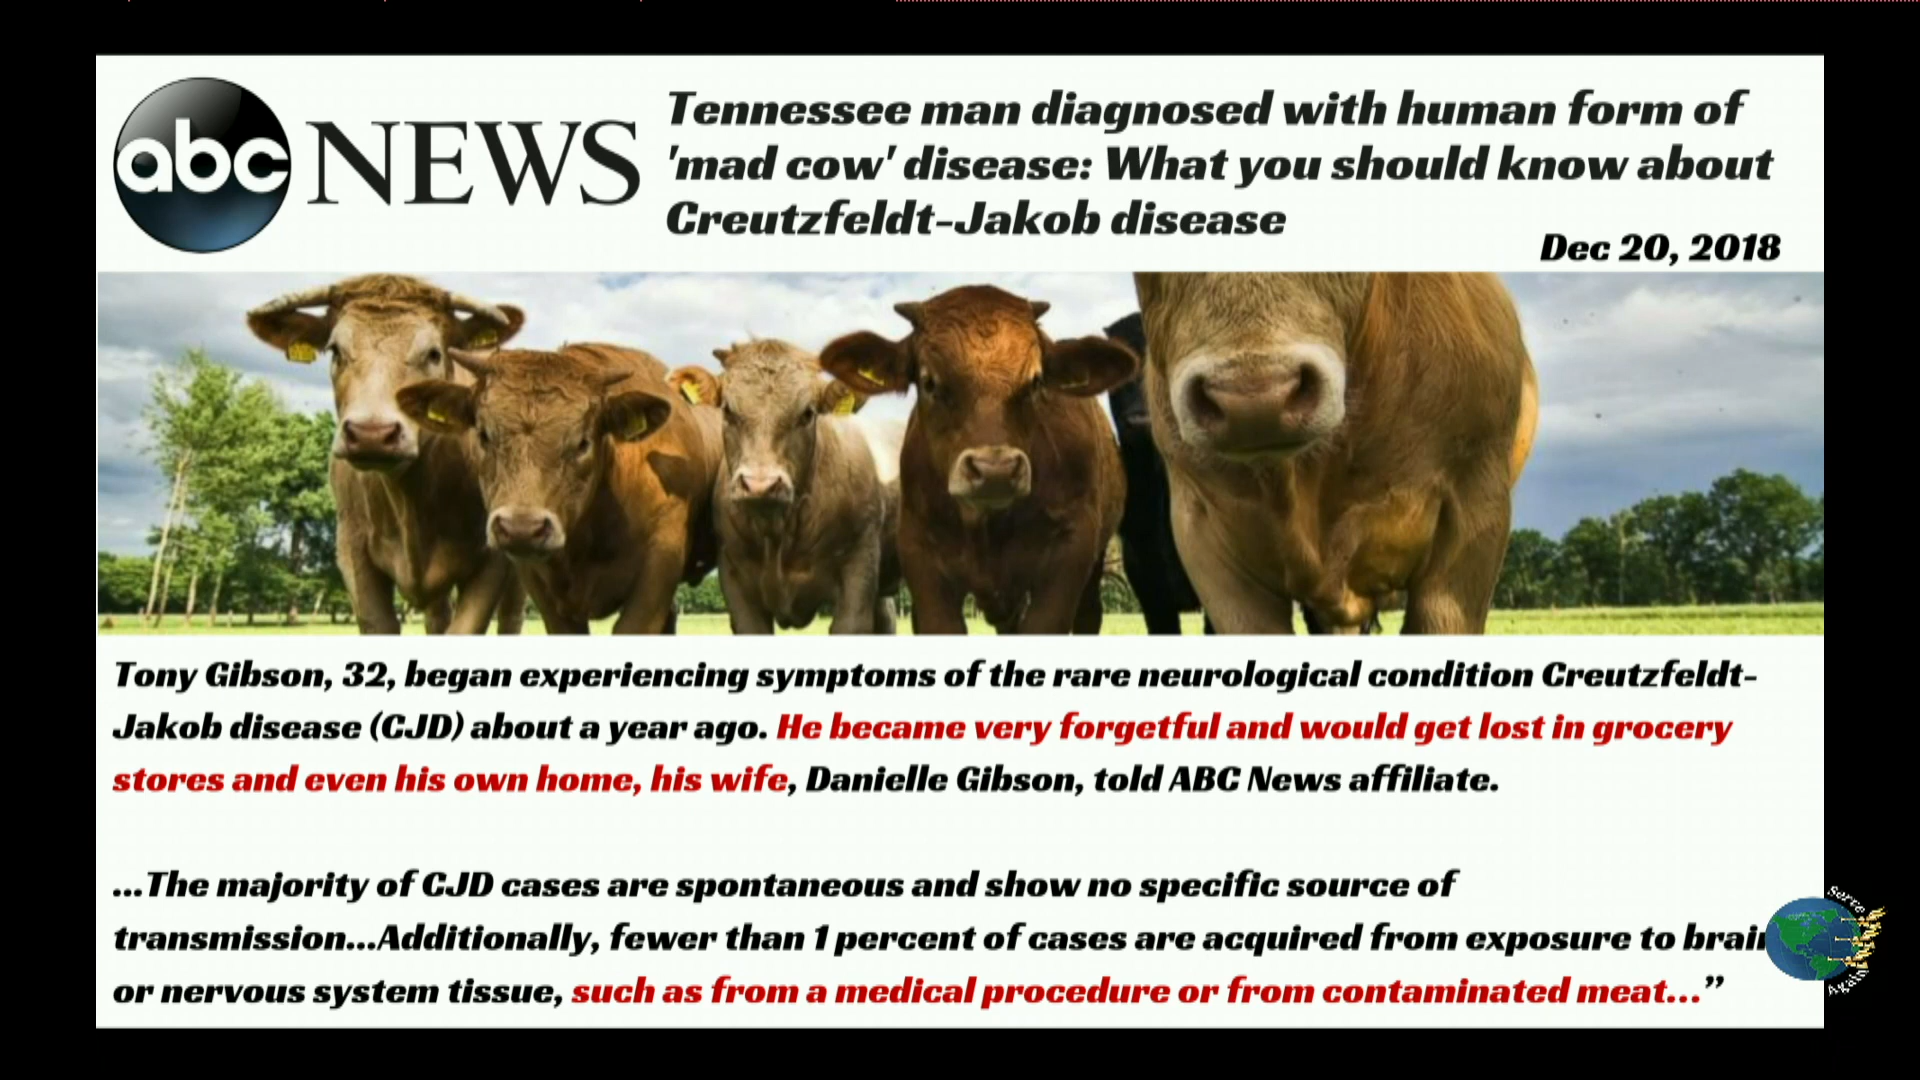 abc NEWS
Tennessee man diagnosed with human form of
'mad cow' disease: What you should know about
Creutzfeldt-Jakob disease
Dec 20, 2018
Tony Gibson, 32, began experiencing symptoms of the rare neurological condition Creutzfeldt-
Jakob disease (CJD) about a year ago. He became very forgetful and would get lost in grocery
stores and even his own home, his wife, Danielle Gibson, told ABC News affiliate.
...The majority of CJD cases are spontaneous and show no specific source of
transmission...Additionally, fewer than 1 percent of cases are acquired from exposure to brain
or nervous system tissue, such as from a medical procedure or from contaminated meat...”
Serve
Again